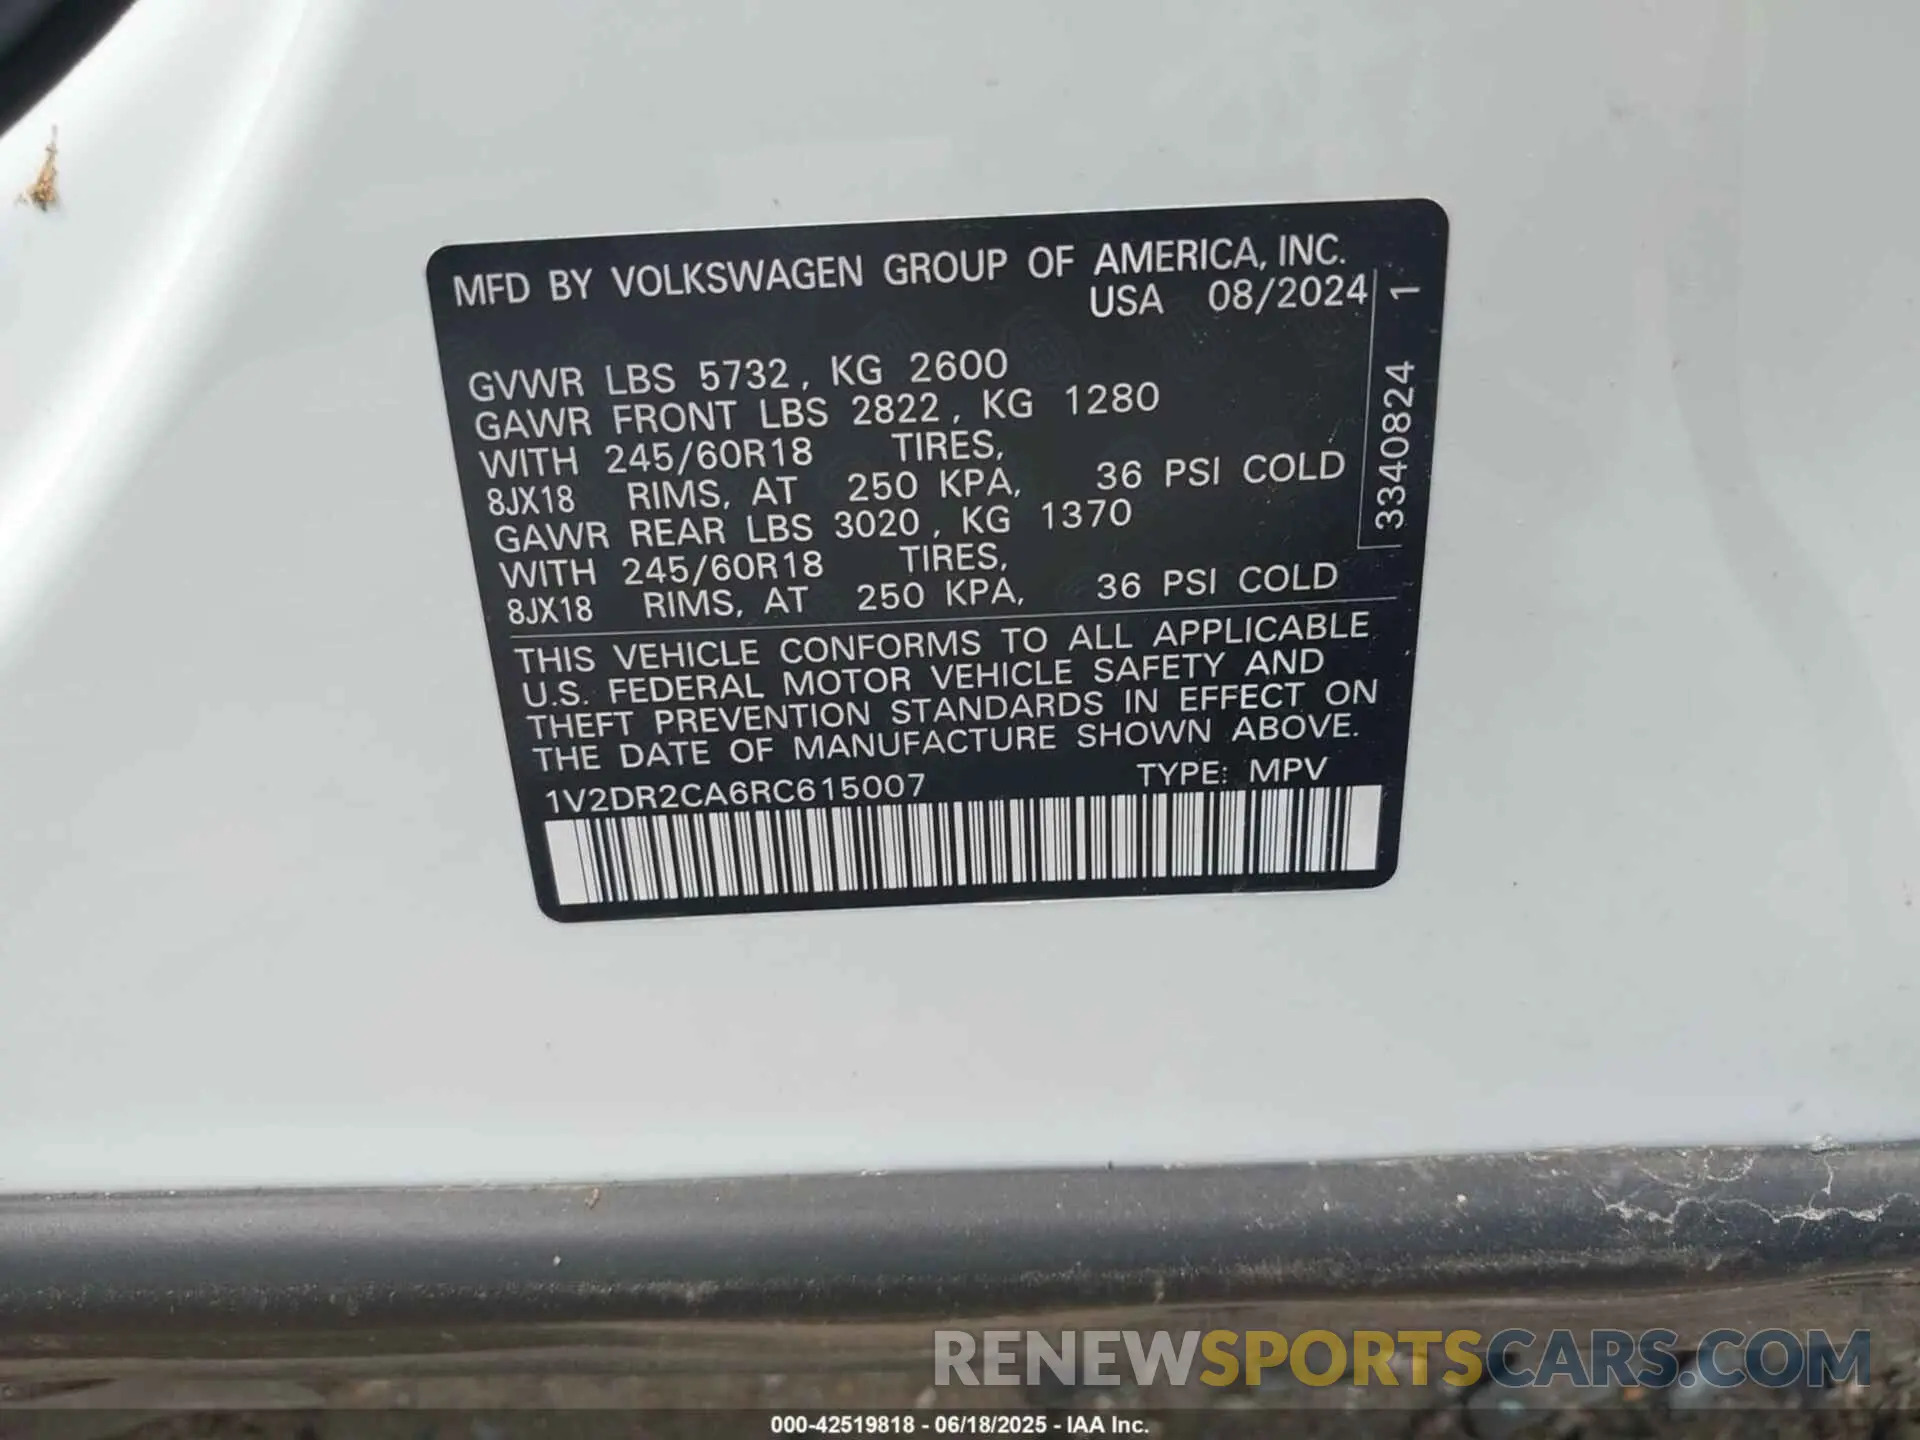 MFD BY VOLKSWAGEN GROUP OF AMERICA, INC.
USA 08/2024
GVWR LBS 5732, KG 2600
GAWR FRONT LBS 2822, KG 1280
WITH 245/60R18 TIRES,
8JX18 RIMS, AT 250 KPA, 36 PSI COLD
GAWR REAR LBS 3020, KG 1370
WITH 245/60R18 TIRES,
8JX18 RIMS, AT 250 KPA, 36 PSI COLD
3340824 1
THIS VEHICLE CONFORMS TO ALL APPLICABLE
U.S. FEDERAL MOTOR VEHICLE SAFETY AND
THEFT PREVENTION STANDARDS IN EFFECT ON
THE DATE OF MANUFACTURE SHOWN ABOVE.
1V2DR2CA6RC615007 TYPE: MPV
RENEWSPORTSCARS.COM
000-42519818 - 06/18/2025 - IAA Inc.